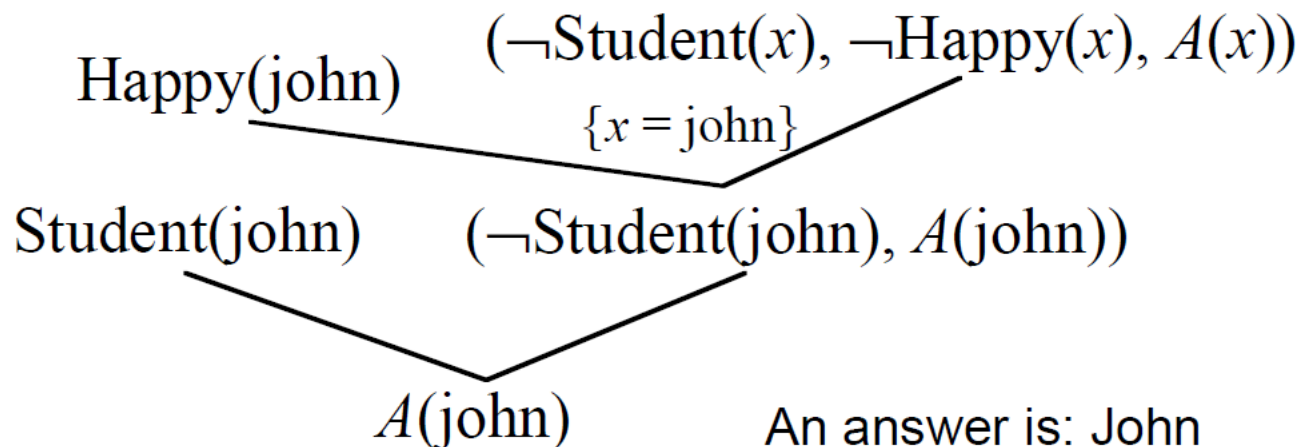 (¬Student(x), ¬Happy(x), A(x))
Happy(john)
{x = john}
Student(john) (¬Student(john), A(john))
A(john)
An answer is: John